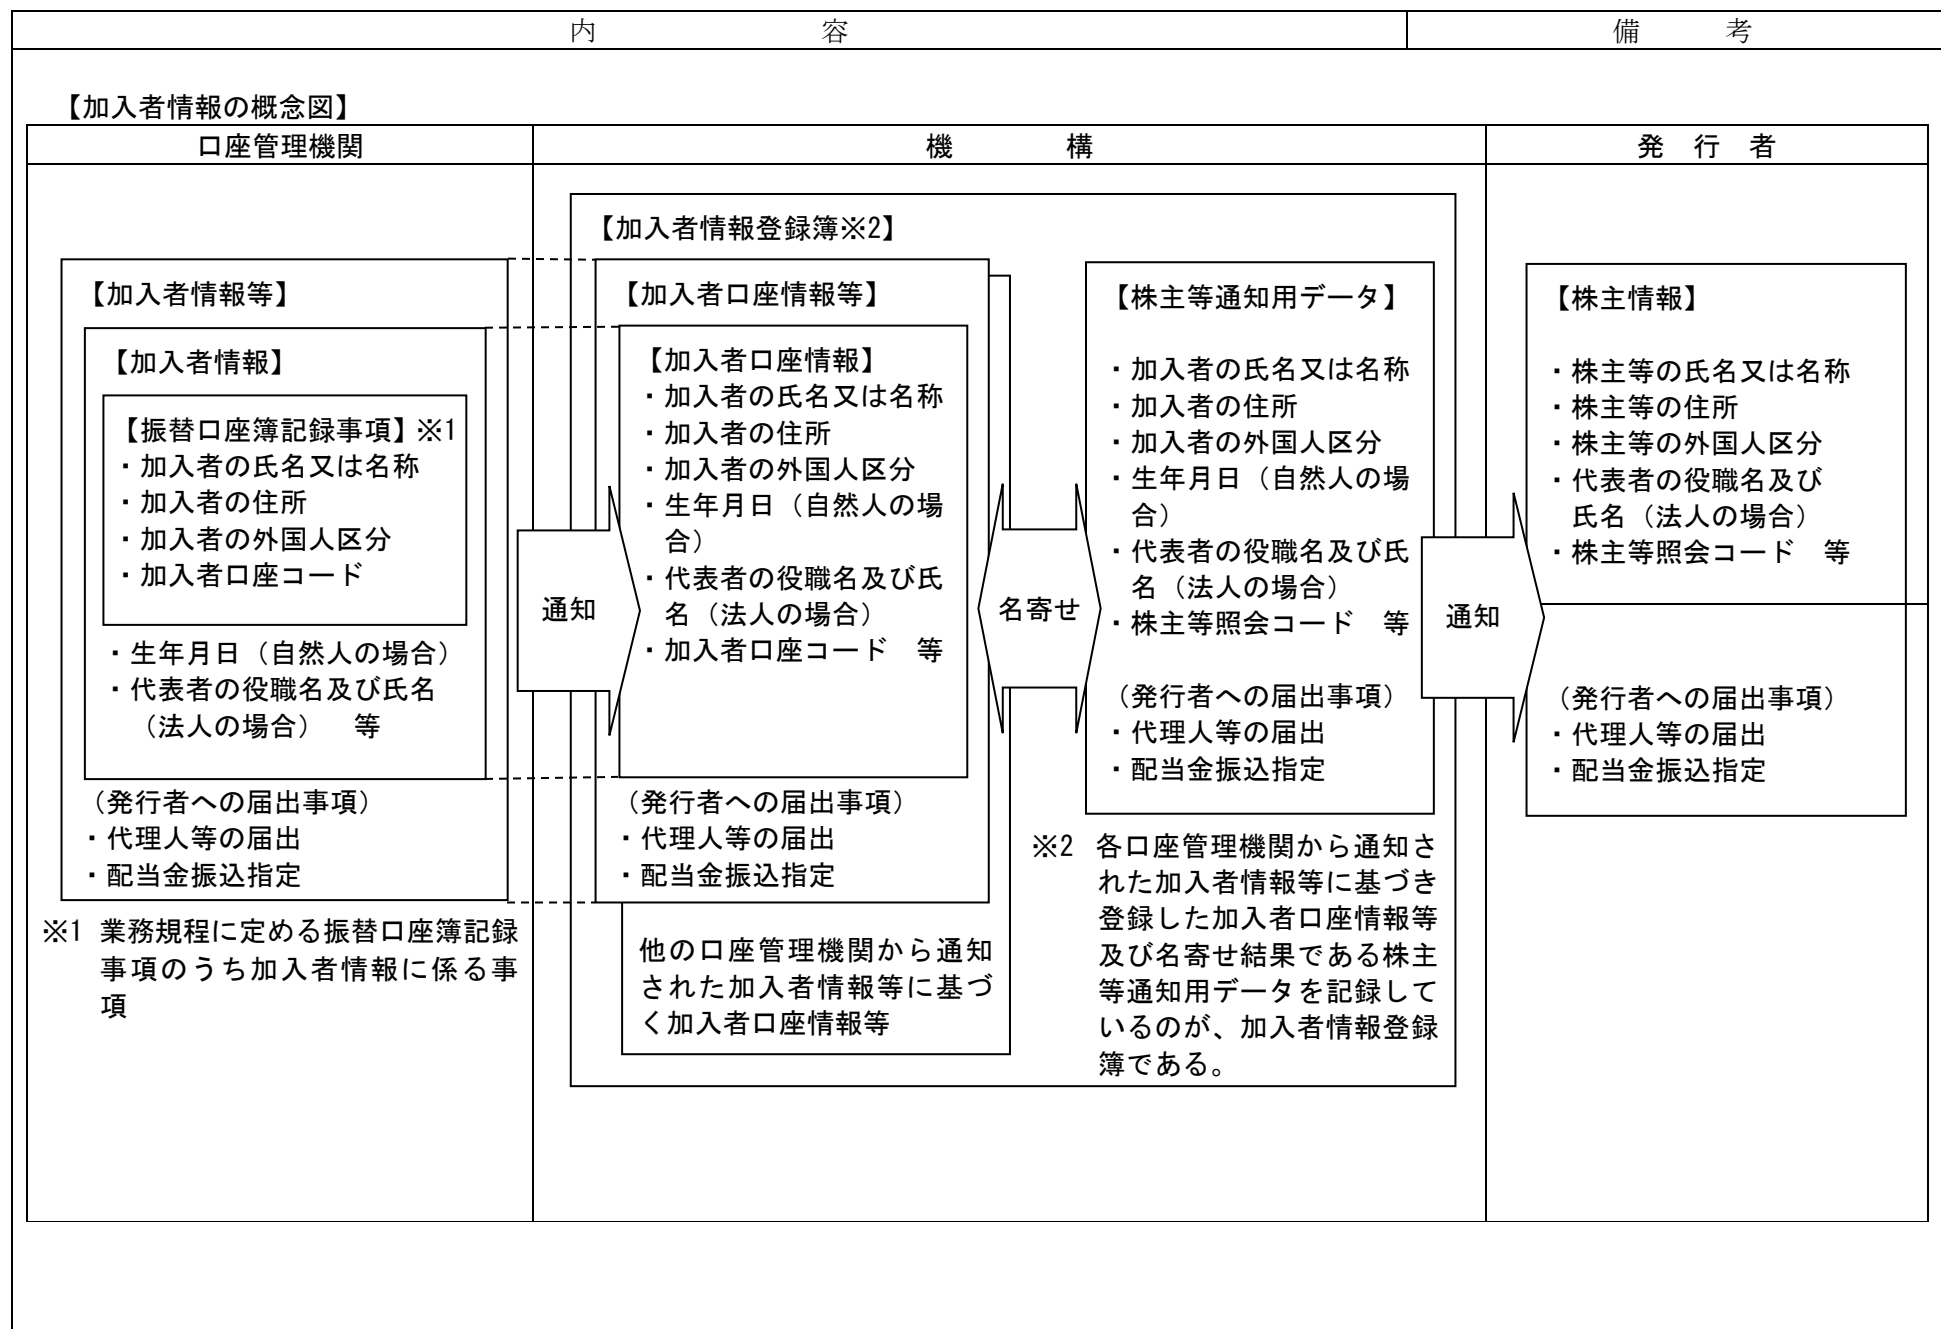 内　　　　　　　　容
備　　考
【加入者情報の概念図】
口座管理機関
機　　　　　構
発　行　者
【加入者情報等】
【加入者情報】
【振替口座簿記録事項】※1
・加入者の氏名又は名称
・加入者の住所
・加入者の外国人区分
・加入者口座コード
・生年月日（自然人の場合）
・代表者の役職名及び氏名
（法人の場合）　等
（発行者への届出事項）
・代理人等の届出
・配当金振込指定
※1 業務規程に定める振替口座簿記録
事項のうち加入者情報に係る事
項
通知
【加入者情報登録簿※2】
【加入者口座情報等】
【加入者口座情報】
・加入者の氏名又は名称
・加入者の住所
・加入者の外国人区分
・生年月日（自然人の場
合）
・代表者の役職名及び氏
名（法人の場合）
・加入者口座コード　等
（発行者への届出事項）
・代理人等の届出
・配当金振込指定
他の口座管理機関から通知
された加入者情報等に基づ
く加入者口座情報等
名寄せ
【株主等通知用データ】
・加入者の氏名又は名称
・加入者の住所
・加入者の外国人区分
・生年月日（自然人の場
合）
・代表者の役職名及び氏
名（法人の場合）
・株主等照会コード　等
（発行者への届出事項）
・代理人等の届出
・配当金振込指定
※2 各口座管理機関から通知さ
れた加入者情報等に基づき
登録した加入者口座情報等
及び名寄せ結果である株主
等通知用データを記録して
いるのが、加入者情報登録
簿である。
通知
【株主情報】
・株主等の氏名又は名称
・株主等の住所
・株主等の外国人区分
・代表者の役職名及び
氏名（法人の場合）
・株主等照会コード　等
（発行者への届出事項）
・代理人等の届出
・配当金振込指定